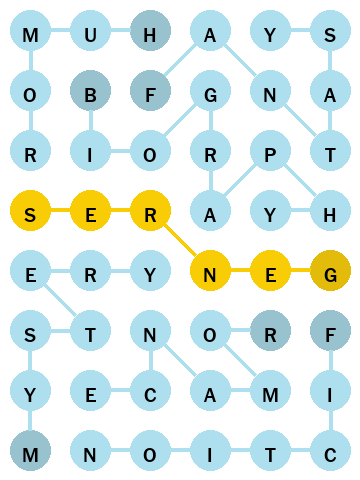 M U H A Y S
O B F G N A
R I O R P T
S E R A Y H
E R Y N E G
S T N O R F
Y E C A M I
M N O I T C